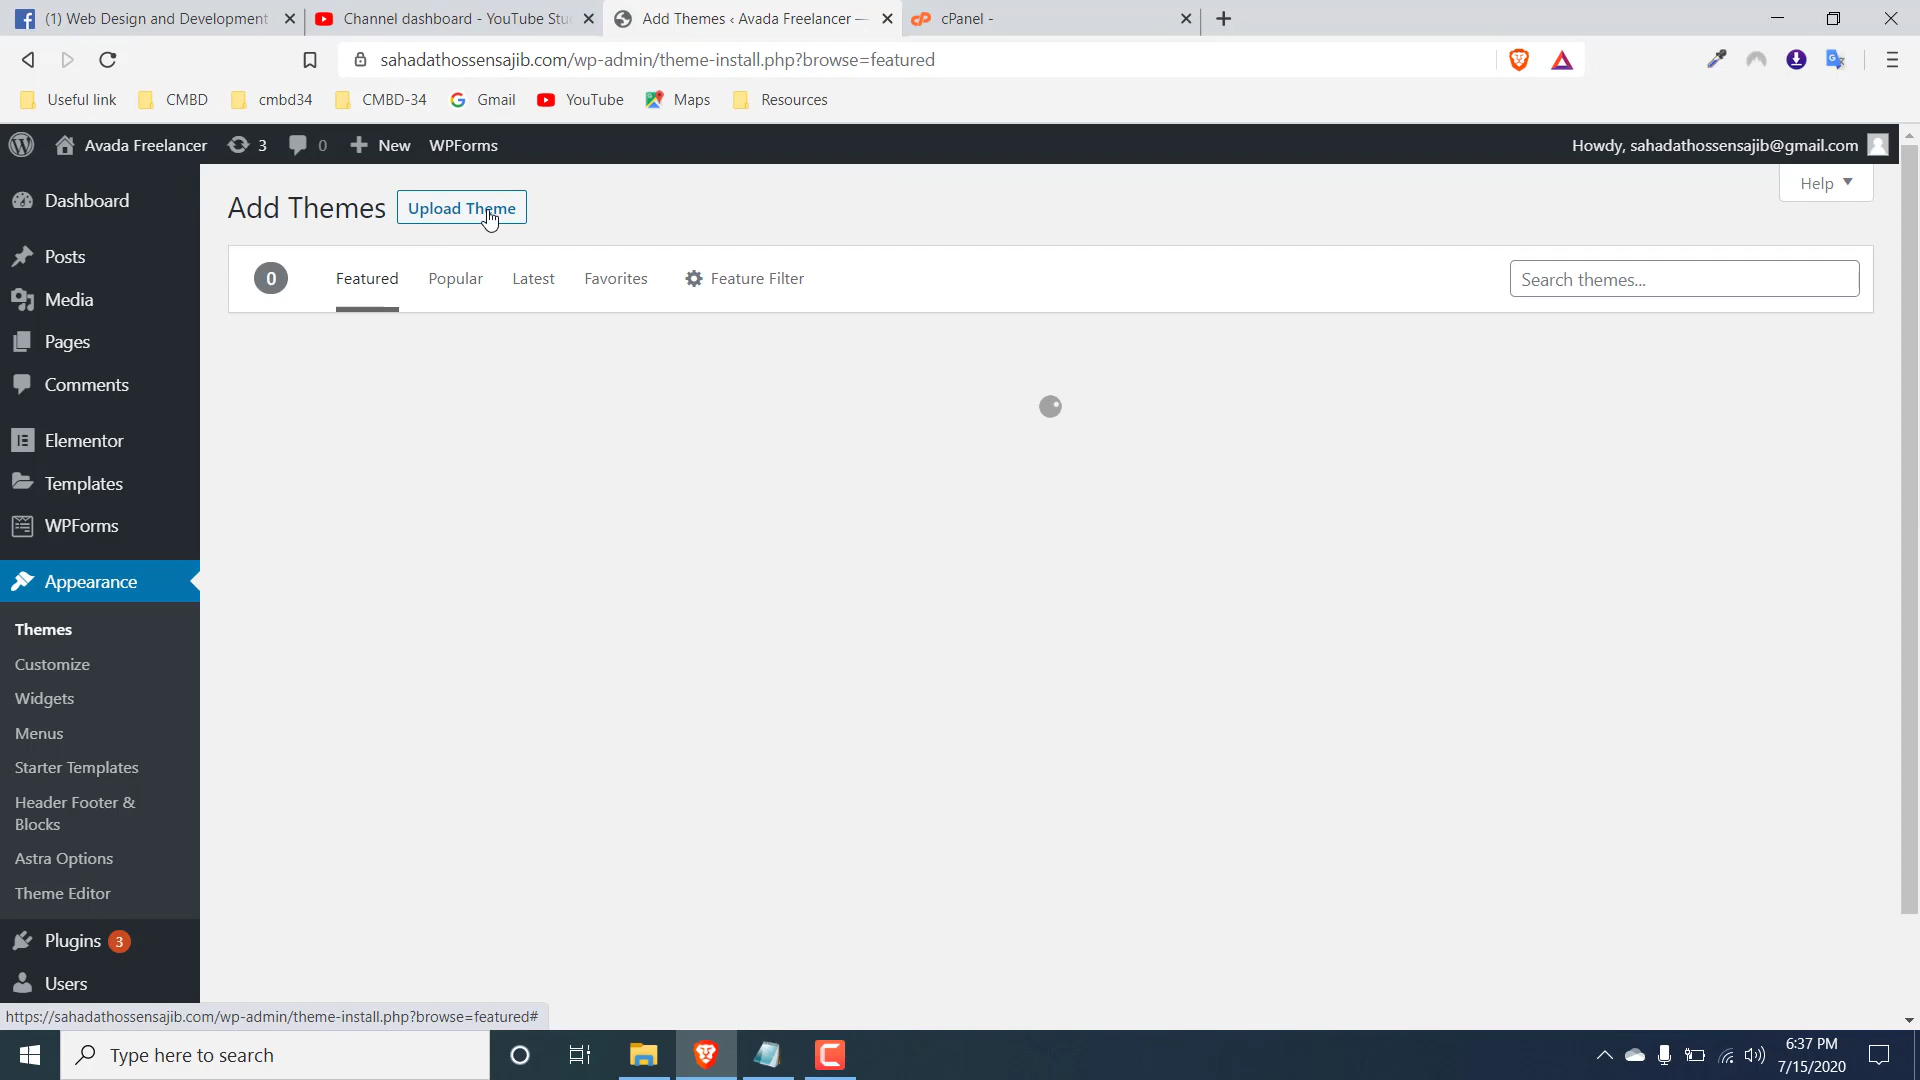 (1) Web Design and Development
Channel dashboard - YouTube Stu
Add Themes ‹ Avada Freelancer —
cPanel -
sahadathossensajib.com/wp-admin/theme-install.php?browse=featured
Useful link
CMBD
cmbd34
CMBD-34
Gmail
YouTube
Maps
Resources
Avada Freelancer
3
0
New
WPForms
Howdy, sahadathossensajib@gmail.com
Help
Dashboard
Posts
Media
Pages
Comments
Elementor
Templates
WPForms
Appearance
Themes
Customize
Widgets
Menus
Starter Templates
Header Footer &
Blocks
Astra Options
Theme Editor
Plugins 3
Users
Add Themes
Upload Theme
0
Featured
Popular
Latest
Favorites
Feature Filter
Search themes...
https://sahadathossensajib.com/wp-admin/theme-install.php?browse=featured#
Type here to search
6:37 PM
7/15/2020